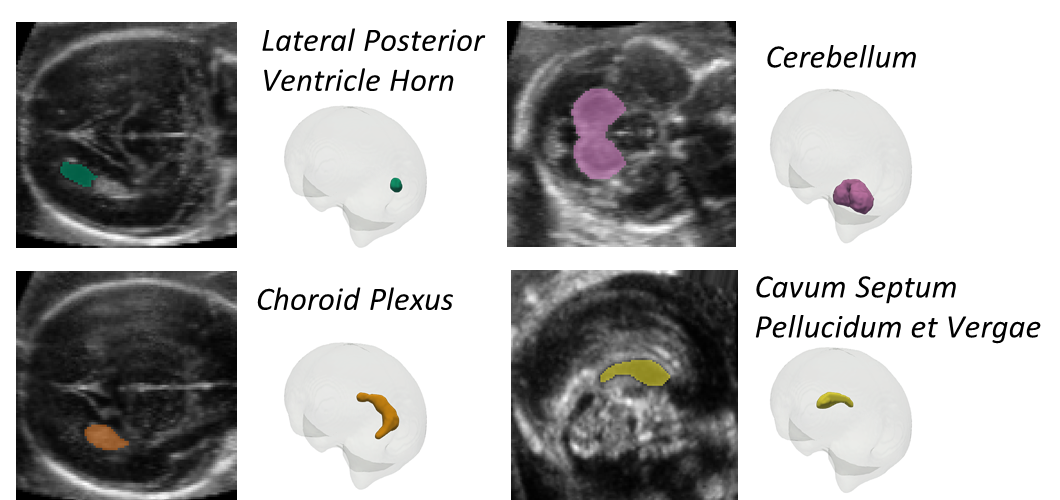 Lateral Posterior
Ventricle Horn
Cerebellum
Choroid Plexus
Cavum Septum
Pellucidum et Vergae